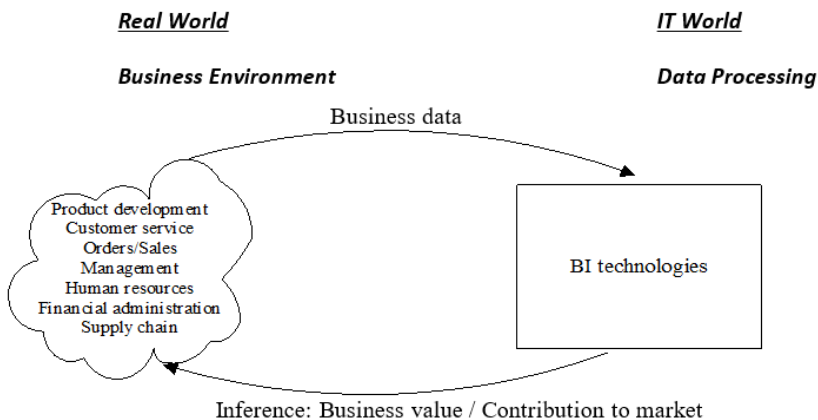 Real World
IT World
Business Environment
Data Processing
Business data
Product development
Customer service
Orders/Sales
Management
Human resources
Financial administration
Supply chain
BI technologies
Inference: Business value / Contribution to market